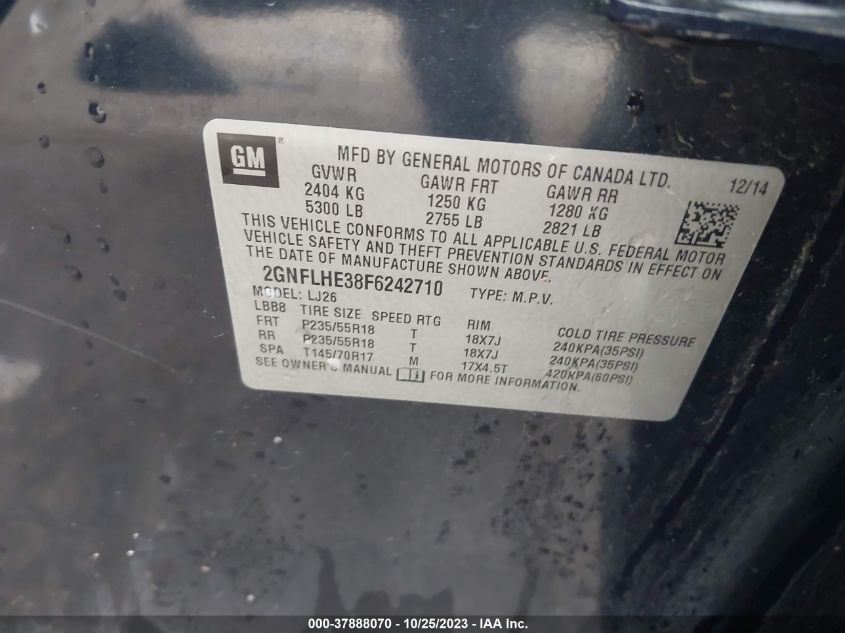 GM ®
MFD BY GENERAL MOTORS OF CANADA LTD.
GVWR GAWR FRT GAWR RR 12/14
2404 KG 1250 KG 1280 KG
5300 LB 2755 LB 2821 LB
THIS VEHICLE CONFORMS TO ALL APPLICABLE U.S. FEDERAL MOTOR
VEHICLE SAFETY AND THEFT PREVENTION STANDARDS IN EFFECT ON
THE DATE OF MANUFACTURE SHOWN ABOVE.
2GNFLHE38F6242710 TYPE: M.P.V.
MODEL: LJ26
LBB8 TIRE SIZE SPEED RTG RIM COLD TIRE PRESSURE
FRT P235/55R18 T 18X7J 240KPA(35PSI)
RR P235/55R18 T 18X7J 240KPA(35PSI)
SPA T145/70R17 M 17X4.5T 420KPA(60PSI)
SEE OWNER'S MANUAL FOR MORE INFORMATION.
000-37888070 - 10/25/2023 - IAA Inc.